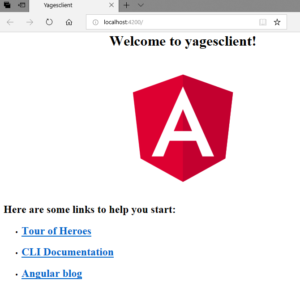 Yagesclient
localhost:4200/
Welcome to yagesclient!
A
Here are some links to help you start:
Tour of Heroes
CLI Documentation
Angular blog